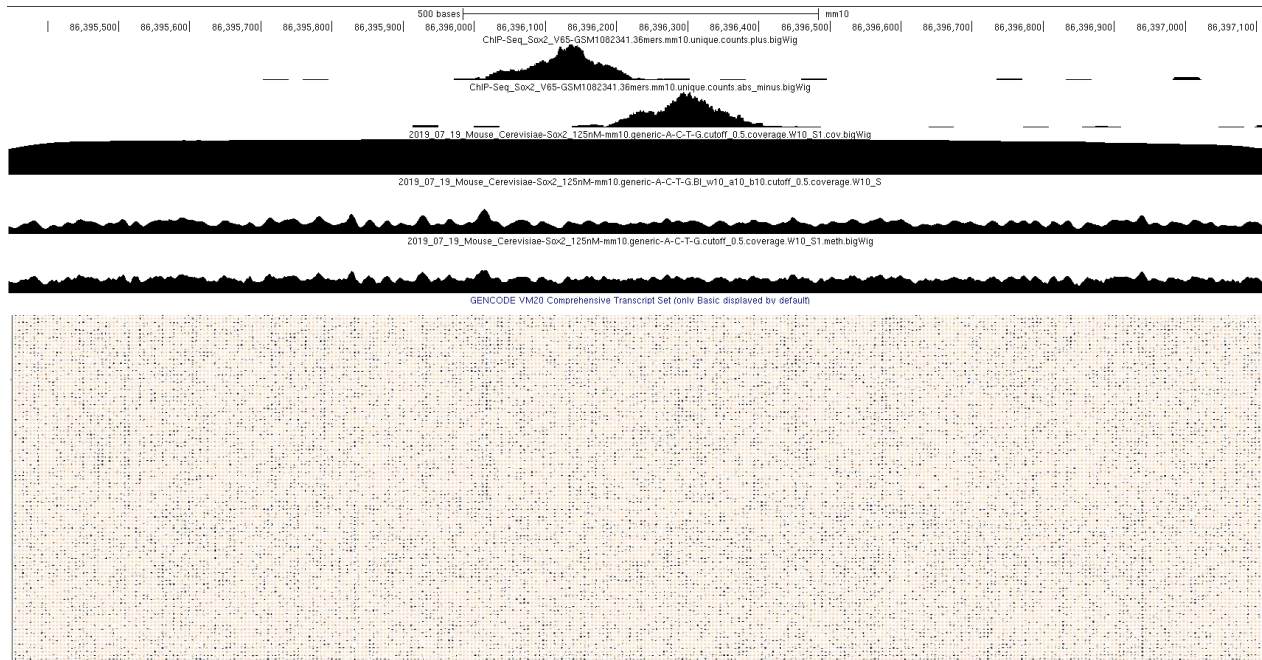 500 bases mm10
86,395,500 86,395,600 86,395,700 86,395,800 86,395,900 86,396,000 86,396,100 86,396,200 86,396,300 86,396,400 86,396,500 86,396,600 86,396,700 86,396,800 86,396,900 86,397,000 86,397,100
ChIP-Seq_Sox2_V65-GSM1082341.36mers.mm10.unique.counts.plus.bigWig
ChIP-Seq_Sox2_V65-GSM1082341.36mers.mm10.unique.counts.abs_minus.bigWig
2019_07_19_Mouse_Cerevisiae-Sox2_125nM-mm10.generic-A-C-T-G.cutoff_0.5.coverage.W10_S1.cov.bigWig
2019_07_19_Mouse_Cerevisiae-Sox2_125nM-mm10.generic-A-C-T-G.BI_w10_a10_b10.cutoff_0.5.coverage.W10_S
2019_07_19_Mouse_Cerevisiae-Sox2_125nM-mm10.generic-A-C-T-G.cutoff_0.5.coverage.W10_S1.meth.bigWig
GENCODE VM20 Comprehensive Transcript Set (only Basic displayed by default)